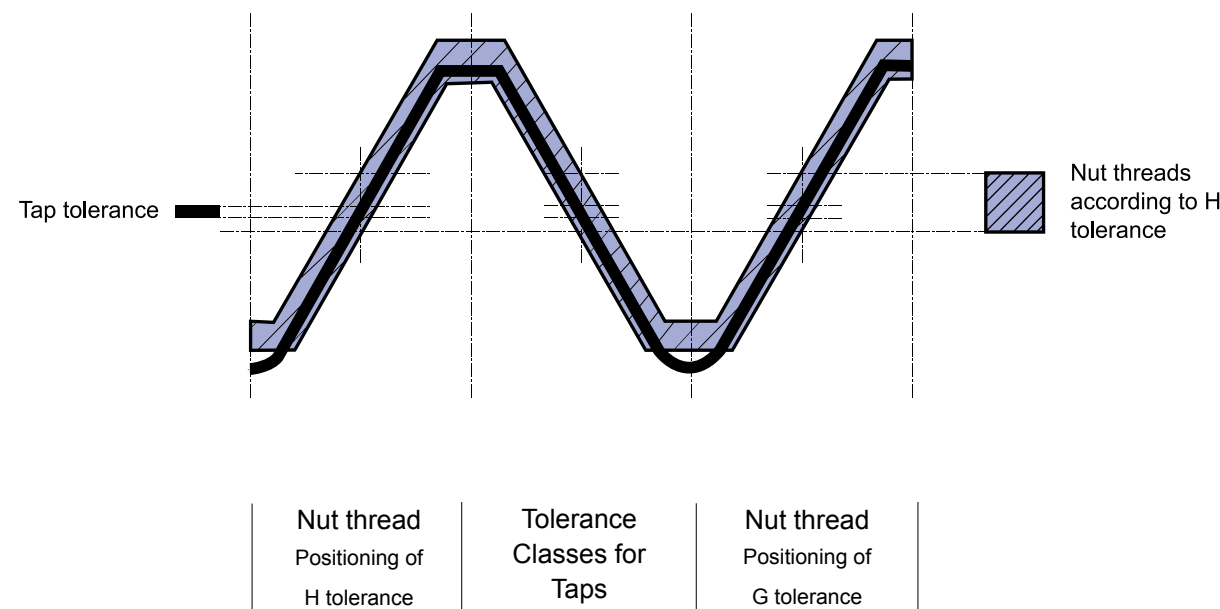 Tap tolerance
Nut threads
according to H
tolerance
Nut thread
Positioning of
H tolerance
Tolerance
Classes for
Taps
Nut thread
Positioning of
G tolerance